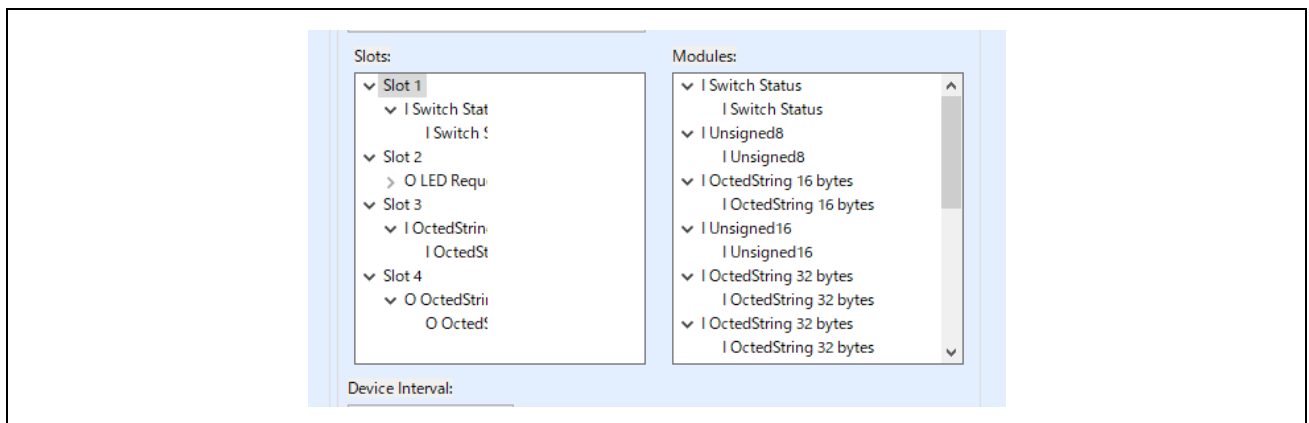 Slots:
Slot 1
I Switch Stat
I Switch
Slot 2
O LED Requ
Slot 3
I OctedStrin
I OctedSt
Slot 4
O OctedStri
O Octed
Modules:
I Switch Status
I Switch Status
I Unsigned8
I Unsigned8
I OctedString 16 bytes
I OctedString 16 bytes
I Unsigned16
I Unsigned16
I OctedString 32 bytes
I OctedString 32 bytes
I OctedString 32 bytes
I OctedString 32 bytes
Device Interval: